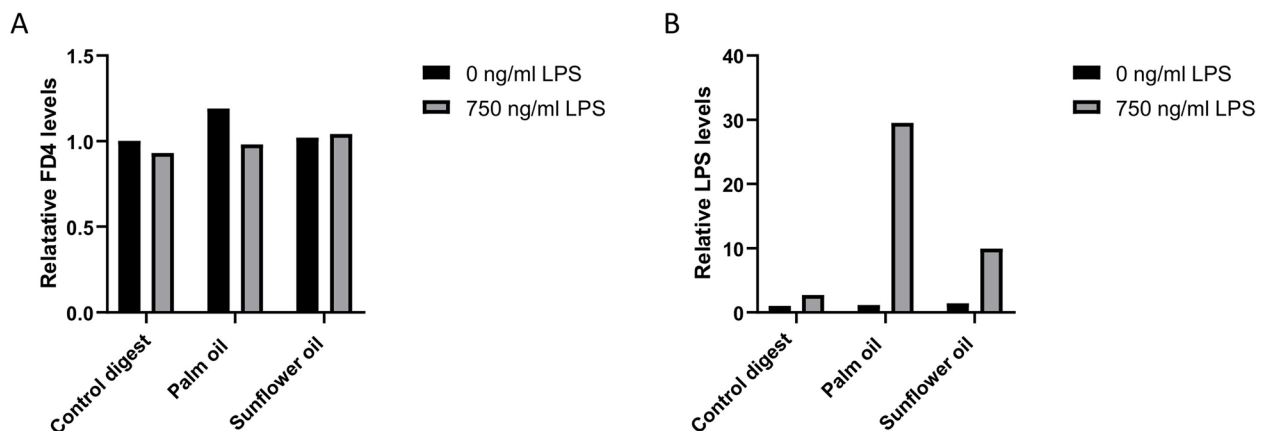 A
Relatative FD4 levels
1.5
1.0
0.5
0.0
Control digest
Palm oil
Sunflower oil
0 ng/ml LPS
750 ng/ml LPS
B
Relative LPS levels
40
30
20
10
0
Control digest
Palm oil
Sunflower oil
0 ng/ml LPS
750 ng/ml LPS